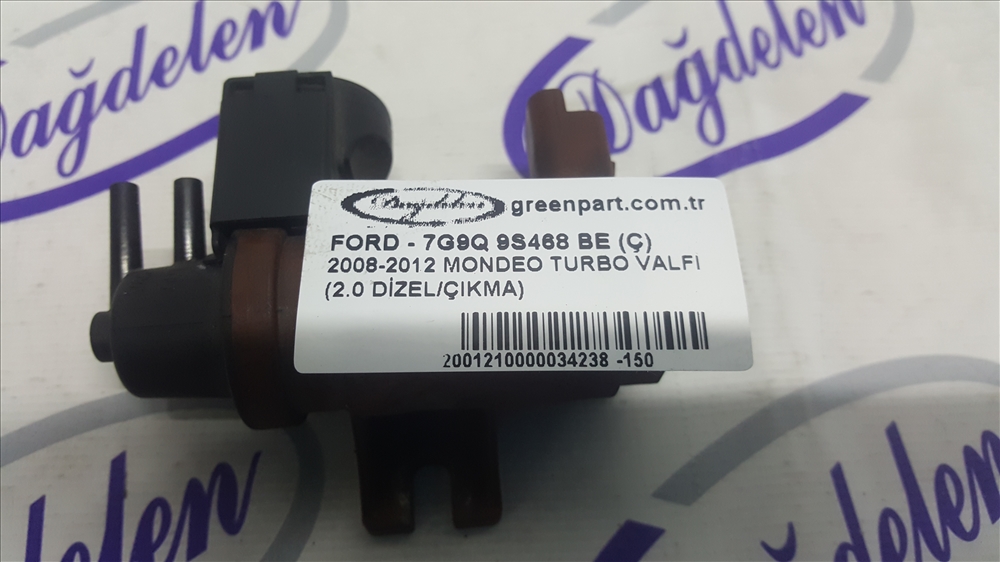 Dağdelen
Dağdelen
Dağdelen greenpart.com.tr
FORD - 7G9Q 9S468 BE (Ç)
2008-2012 MONDEO TURBO VALFI
(2.0 DİZEL/ÇIKMA)
2001210000034238 -150
Dağdelen
Dağdelen